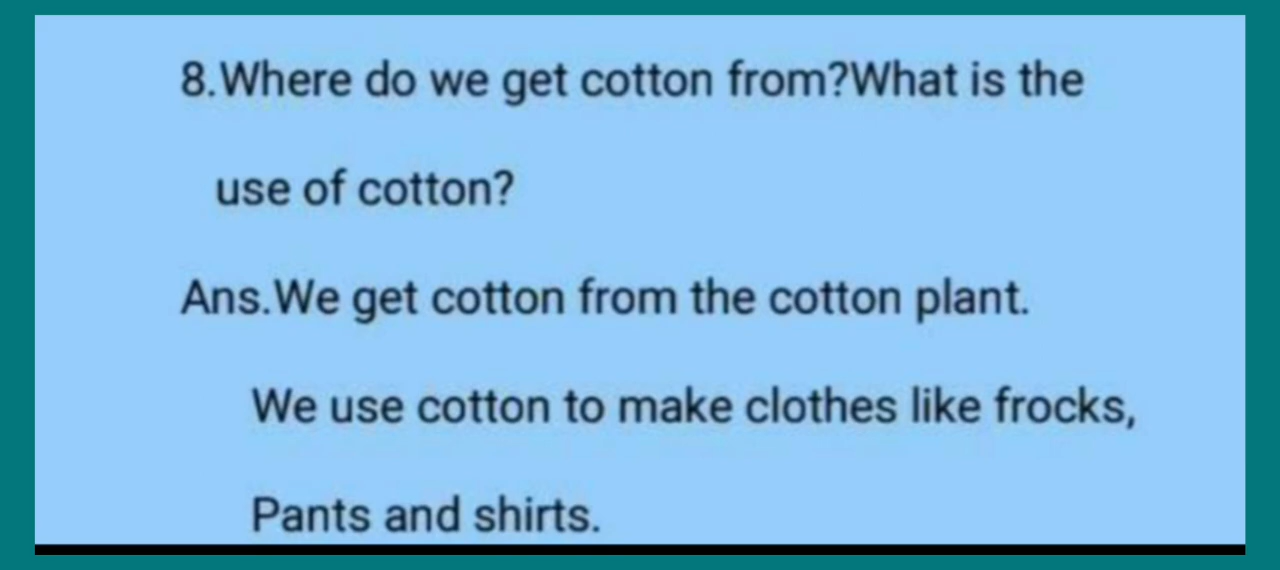 8.Where do we get cotton from?What is the
use of cotton?
Ans.We get cotton from the cotton plant.
We use cotton to make clothes like frocks,
Pants and shirts.